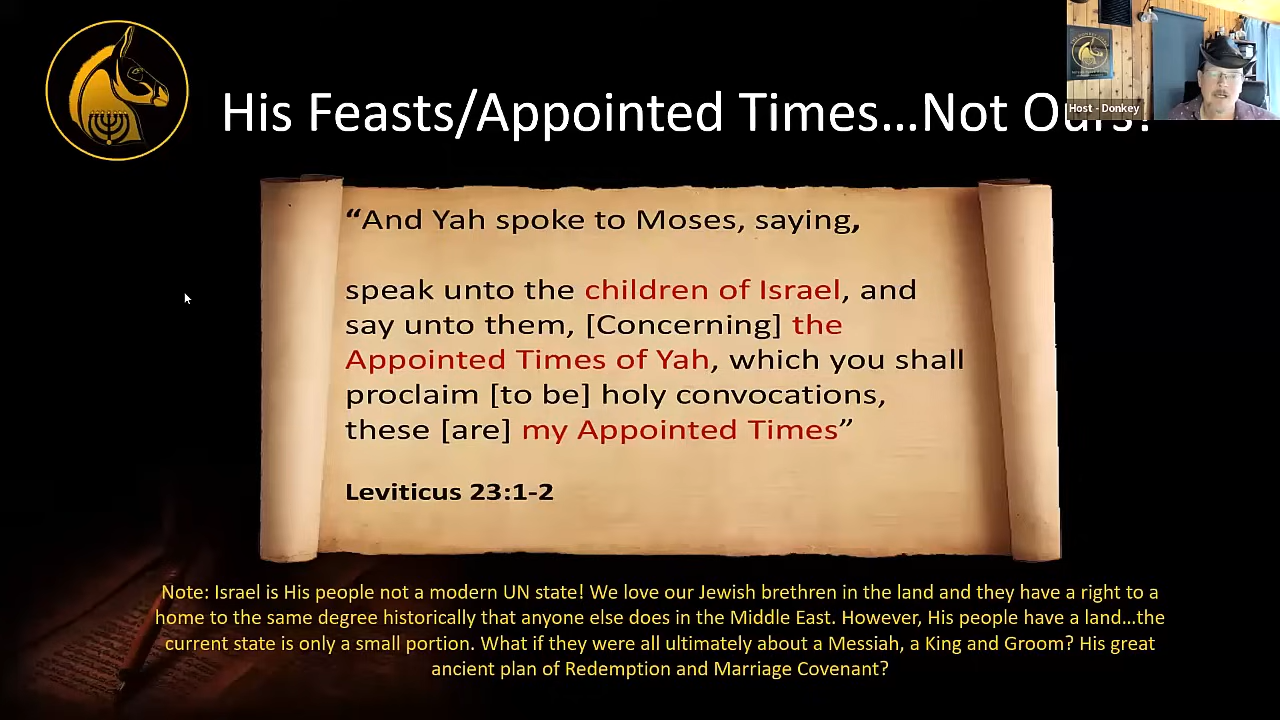 His Feasts/Appointed Times…Not Ours!
Host - Donkey
“And Yah spoke to Moses, saying,
speak unto the children of Israel, and
say unto them, [Concerning] the
Appointed Times of Yah, which you shall
proclaim [to be] holy convocations,
these [are] my Appointed Times”
Leviticus 23:1-2
Note: Israel is His people not a modern UN state! We love our Jewish brethren in the land and they have a right to a
home to the same degree historically that anyone else does in the Middle East. However, His people have a land…the
current state is only a small portion. What if they were all ultimately about a Messiah, a King and Groom? His great
ancient plan of Redemption and Marriage Covenant?